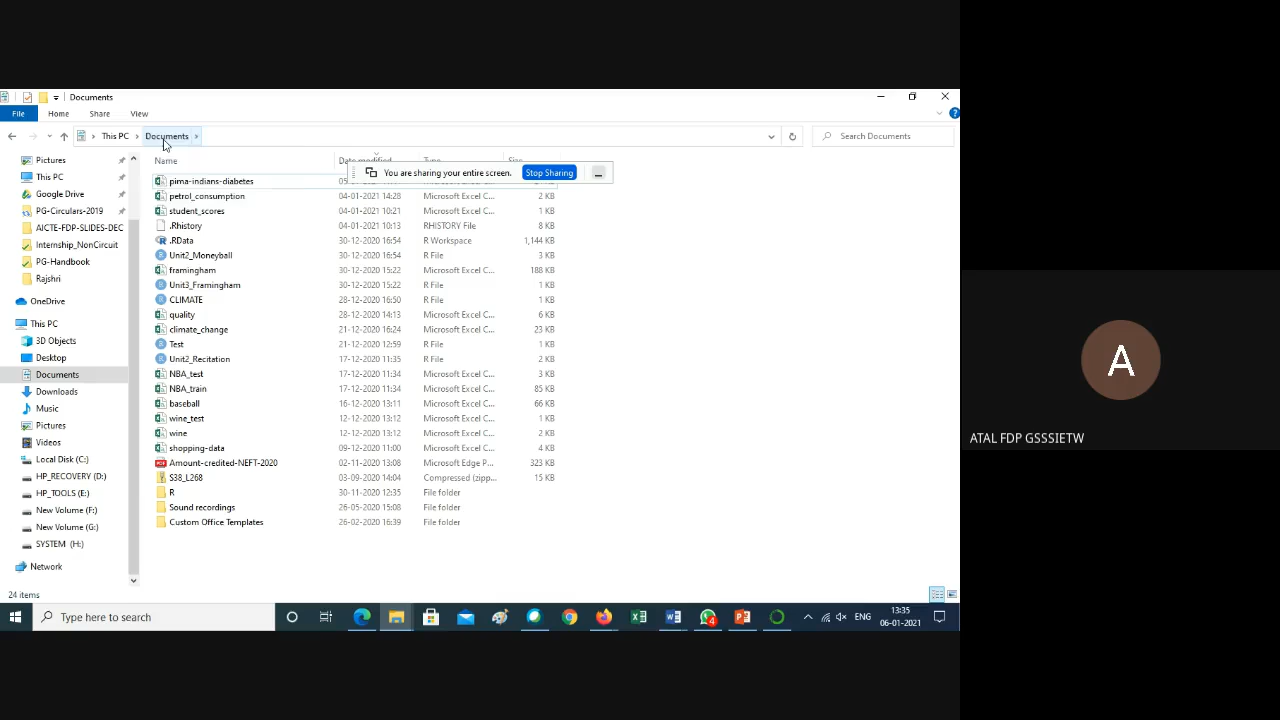 Documents
File Home Share View
This PC Documents Search Documents
Name Date modified Type Size
You are sharing your entire screen. Stop Sharing
Pictures
This PC
Google Drive
PG-Circulars-2019
AICTE-FDP-SLIDES-DEC
Internship_NonCircuit
PG-Handbook
Rajshri
OneDrive
This PC
3D Objects
Desktop
Documents
Downloads
Music
Pictures
Videos
Local Disk (C:)
HP_RECOVERY (D:)
HP_TOOLS (E:)
New Volume (F:)
New Volume (G:)
SYSTEM (H:)
Network
pima-indians-diabetes
petrol_consumption 04-01-2021 14:28 Microsoft Excel C... 2 KB
student_scores 04-01-2021 10:21 Microsoft Excel C... 1 KB
.Rhistory 04-01-2021 10:13 RHISTORY File 8 KB
.RData 30-12-2020 16:54 R Workspace 1,144 KB
Unit2_Moneyball 30-12-2020 16:54 R File 3 KB
framingham 30-12-2020 15:22 Microsoft Excel C... 188 KB
Unit3_Framingham 30-12-2020 15:22 R File 1 KB
CLIMATE 28-12-2020 16:50 R File 1 KB
quality 28-12-2020 14:13 Microsoft Excel C... 6 KB
climate_change 21-12-2020 16:24 Microsoft Excel C... 23 KB
Test 21-12-2020 12:59 R File 1 KB
Unit2_Recitation 17-12-2020 11:35 R File 2 KB
NBA_test 17-12-2020 11:34 Microsoft Excel C... 3 KB
NBA_train 17-12-2020 11:34 Microsoft Excel C... 85 KB
baseball 16-12-2020 13:11 Microsoft Excel C... 66 KB
wine_test 12-12-2020 13:12 Microsoft Excel C... 1 KB
wine 12-12-2020 13:12 Microsoft Excel C... 2 KB
shopping-data 09-12-2020 11:00 Microsoft Excel C... 4 KB
Amount-credited-NEFT-2020 02-11-2020 13:08 Microsoft Edge P... 323 KB
S38_L268 03-09-2020 14:04 Compressed (zipp... 15 KB
R 30-11-2020 12:35 File folder
Sound recordings 26-05-2020 15:08 File folder
Custom Office Templates 26-02-2020 16:39 File folder
24 items
Type here to search
4
ENG
13:35
06-01-2021
A
ATAL FDP GSSSIETW